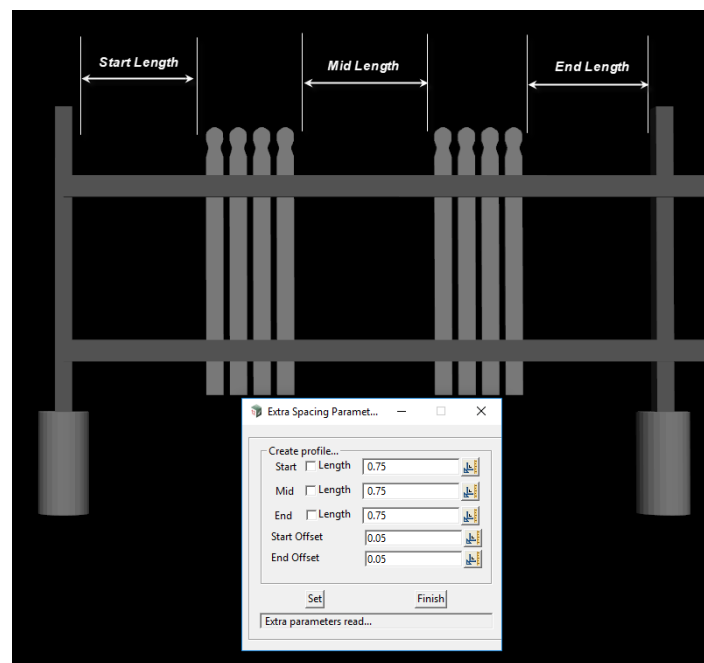 Start Length
Mid Length
End Length
Extra Spacing Paramet...
Create profile...
Start Length 0.75
Mid Length 0.75
End Length 0.75
Start Offset 0.05
End Offset 0.05
Set Finish
Extra parameters read...